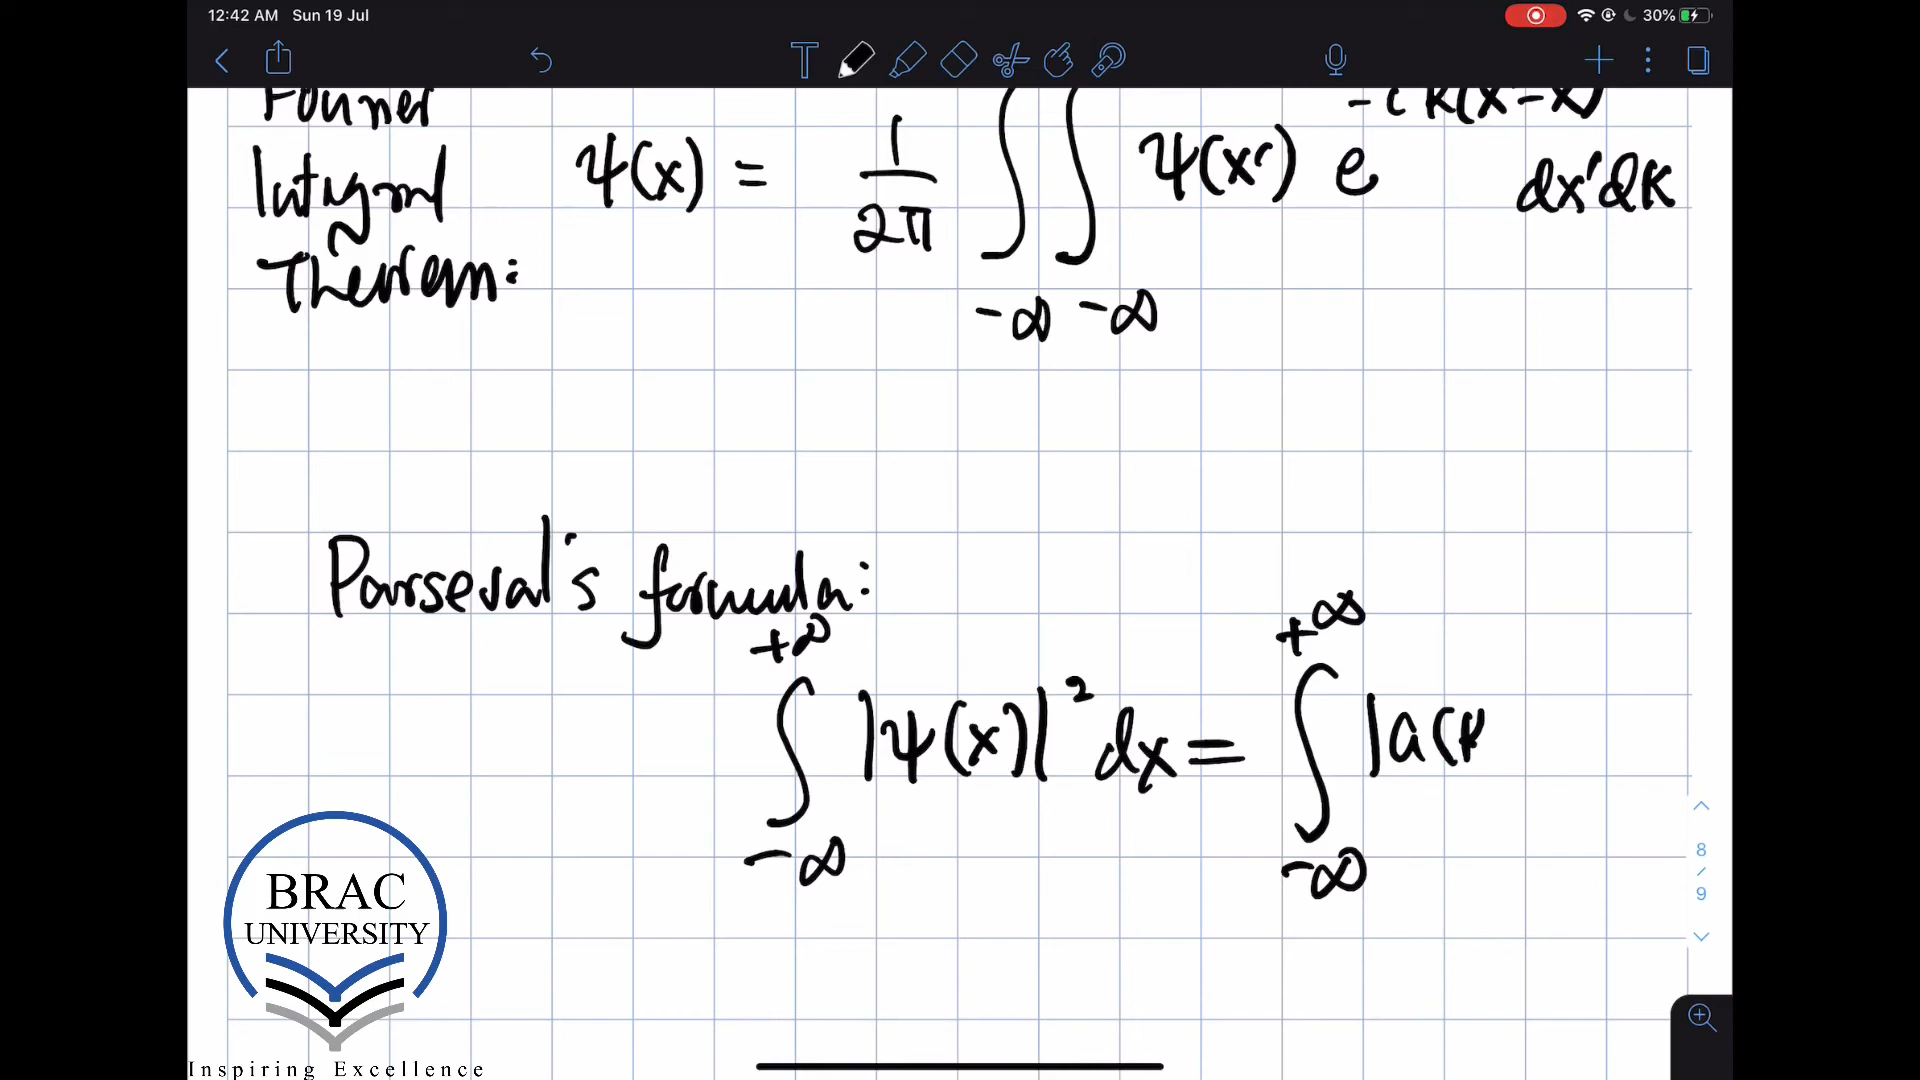 12:42 AM Sun 19 Jul 30%
Fourier
Integral
Theorem:
ψ(x) = 1/2π ∫∫ ψ(x') e dx'dk
-∞ -∞
Parseval's formula:
+∞ +∞
∫ |ψ(x)|² dx = ∫ |a(k
-∞ -∞
8
/
9
BRAC
UNIVERSITY
Inspiring Excellence